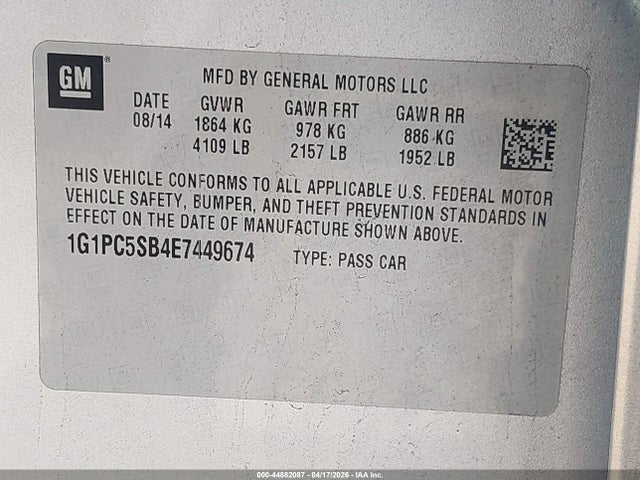 GM®
MFD BY GENERAL MOTORS LLC
DATE GVWR GAWR FRT GAWR RR
08/14 1864 KG 978 KG 886 KG
4109 LB 2157 LB 1952 LB
THIS VEHICLE CONFORMS TO ALL APPLICABLE U.S. FEDERAL MOTOR
VEHICLE SAFETY, BUMPER, AND THEFT PREVENTION STANDARDS IN
EFFECT ON THE DATE OF MANUFACTURE SHOWN ABOVE.
1G1PC5SB4E7449674 TYPE: PASS CAR
000-44882087 - 04/17/2026 - IAA Inc.